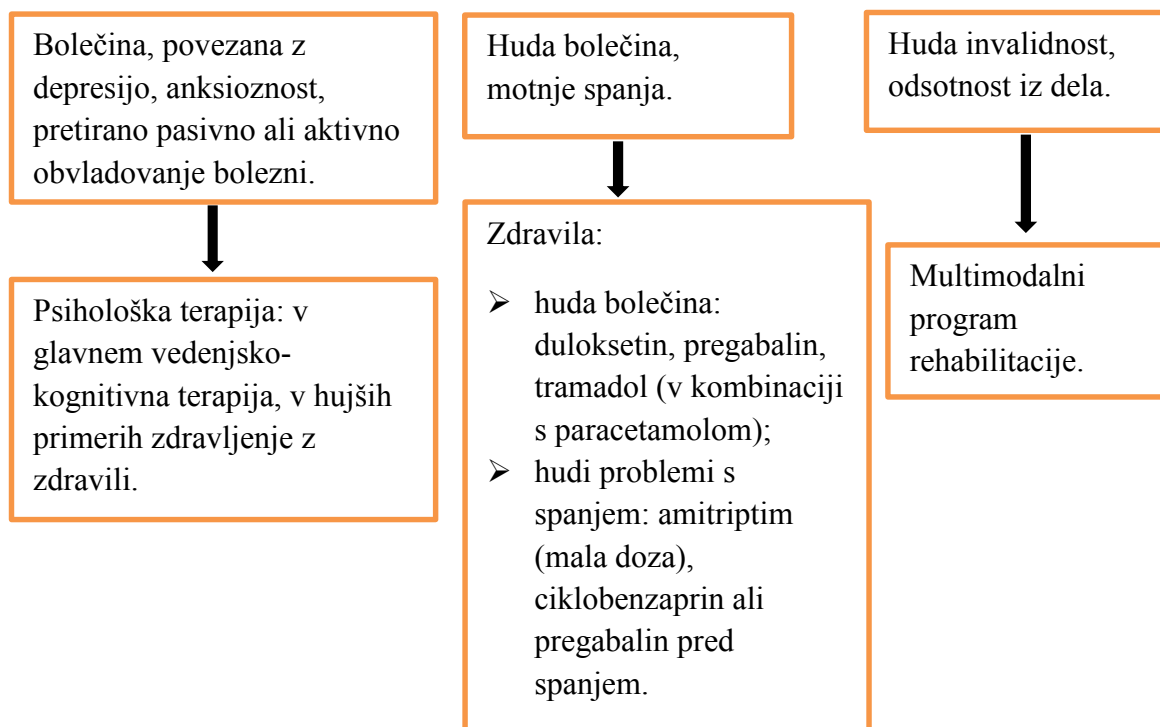 Bolečina, povezana z
depresijo, anksioznost,
pretirano pasivno ali aktivno
obvladovanje bolezni.
Psihološka terapija: v
glavnem vedenjsko-
kognitivna terapija, v hujših
primerih zdravljenje z
zdravili.
Huda bolečina,
motnje spanja.
Zdravila:
➢ huda bolečina:
duloksetin, pregabalin,
tramadol (v kombinaciji
s paracetamolom);
➢ hudi problemi s
spanjem: amitriptim
(mala doza),
ciklobenzaprin ali
pregabalin pred
spanjem.
Huda invalidnost,
odsotnost iz dela.
Multimodalni
program
rehabilitacije.